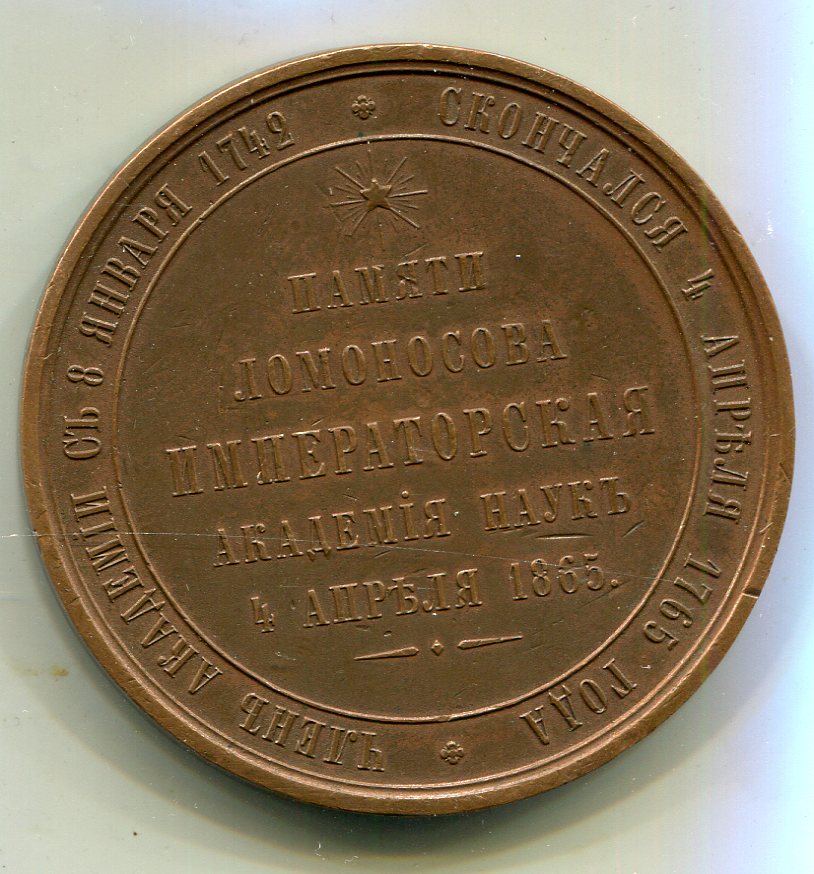 ЧЛЕНЪ АКАДЕМІИ СЪ 8 ЯНВАРЯ 1742
СКОНЧАЛСЯ 4 АПРѢЛЯ 1765 ГОДА
ПАМЯТИ
ЛОМОНОСОВА
ИМПЕРАТОРСКАЯ
АКАДЕМІЯ НАУКЪ
4 АПРѢЛЯ 1865.